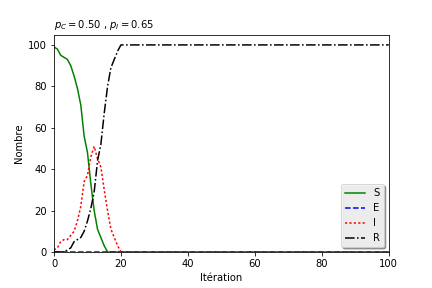 p_C = 0.50 , p_I = 0.65
100
80
60
40
20
0
Nombre
S
E
I
R
0 20 40 60 80 100
Itération